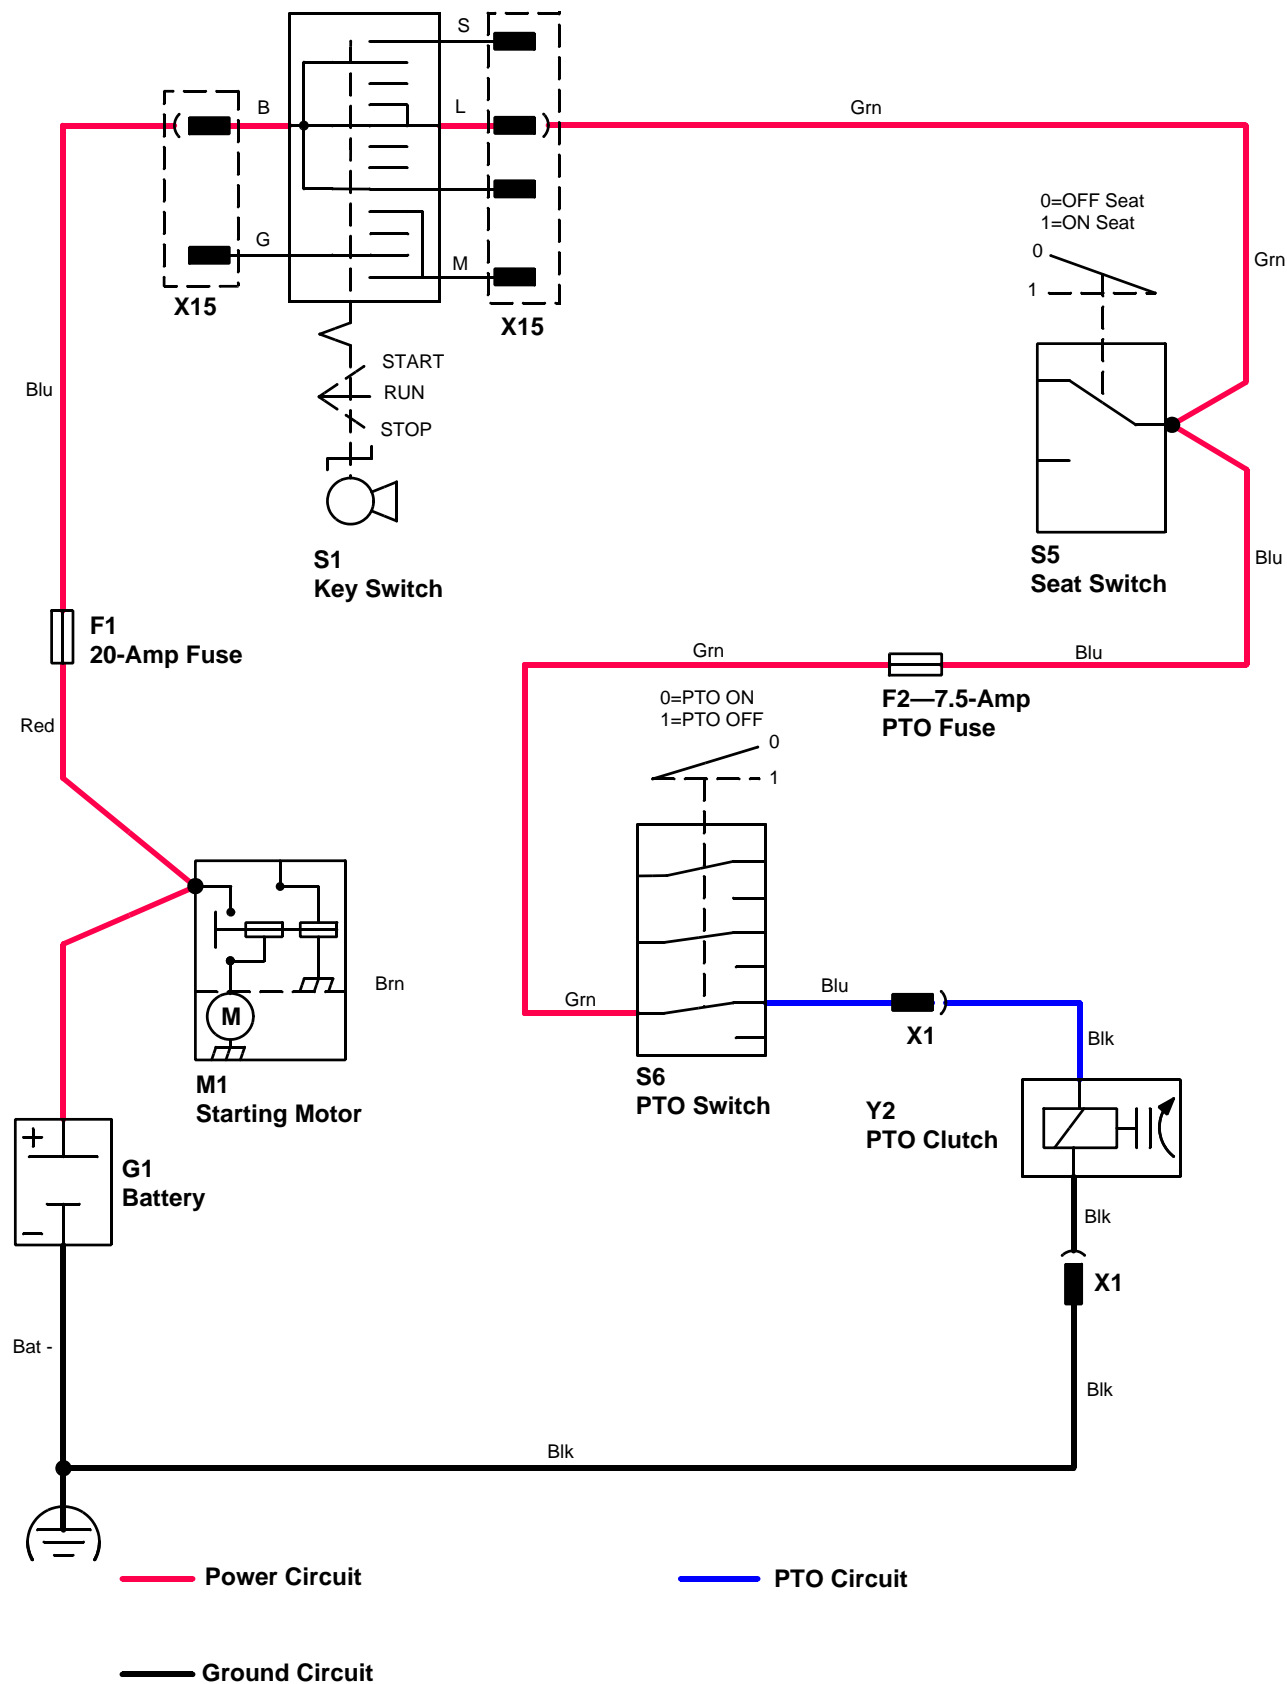 S
B
L
Grn
0=OFF Seat
1=ON Seat
0
1
Grn
G
M
X15
X15
START
RUN
STOP
Blu
S1
Key Switch
S5
Seat Switch
Blu
F1
20-Amp Fuse
Grn
Blu
0=PTO ON
1=PTO OFF
0
1
F2—7.5-Amp
PTO Fuse
Red
Brn
M
Grn
Blu
X1
Blk
M1
Starting Motor
S6
PTO Switch
Y2
PTO Clutch
+
–
G1
Battery
Blk
X1
Bat -
Blk
Blk
Power Circuit
PTO Circuit
Ground Circuit